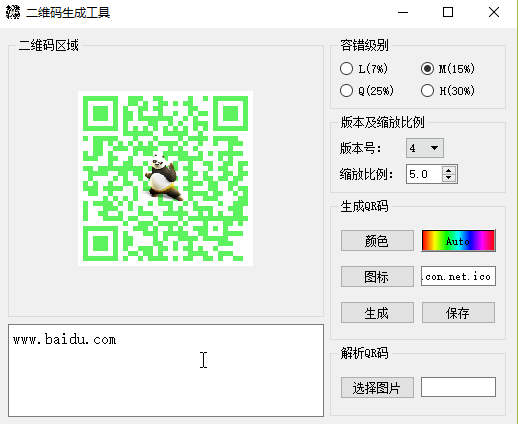 二维码生成工具
二维码区域
www.baidu.com
容错级别
L(7%)
M(15%)
Q(25%)
H(30%)
版本及缩放比例
版本号:
4
缩放比例:
5.0
生成QR码
颜色
Auto
图标
.con.net.ico
生成
保存
解析QR码
选择图片